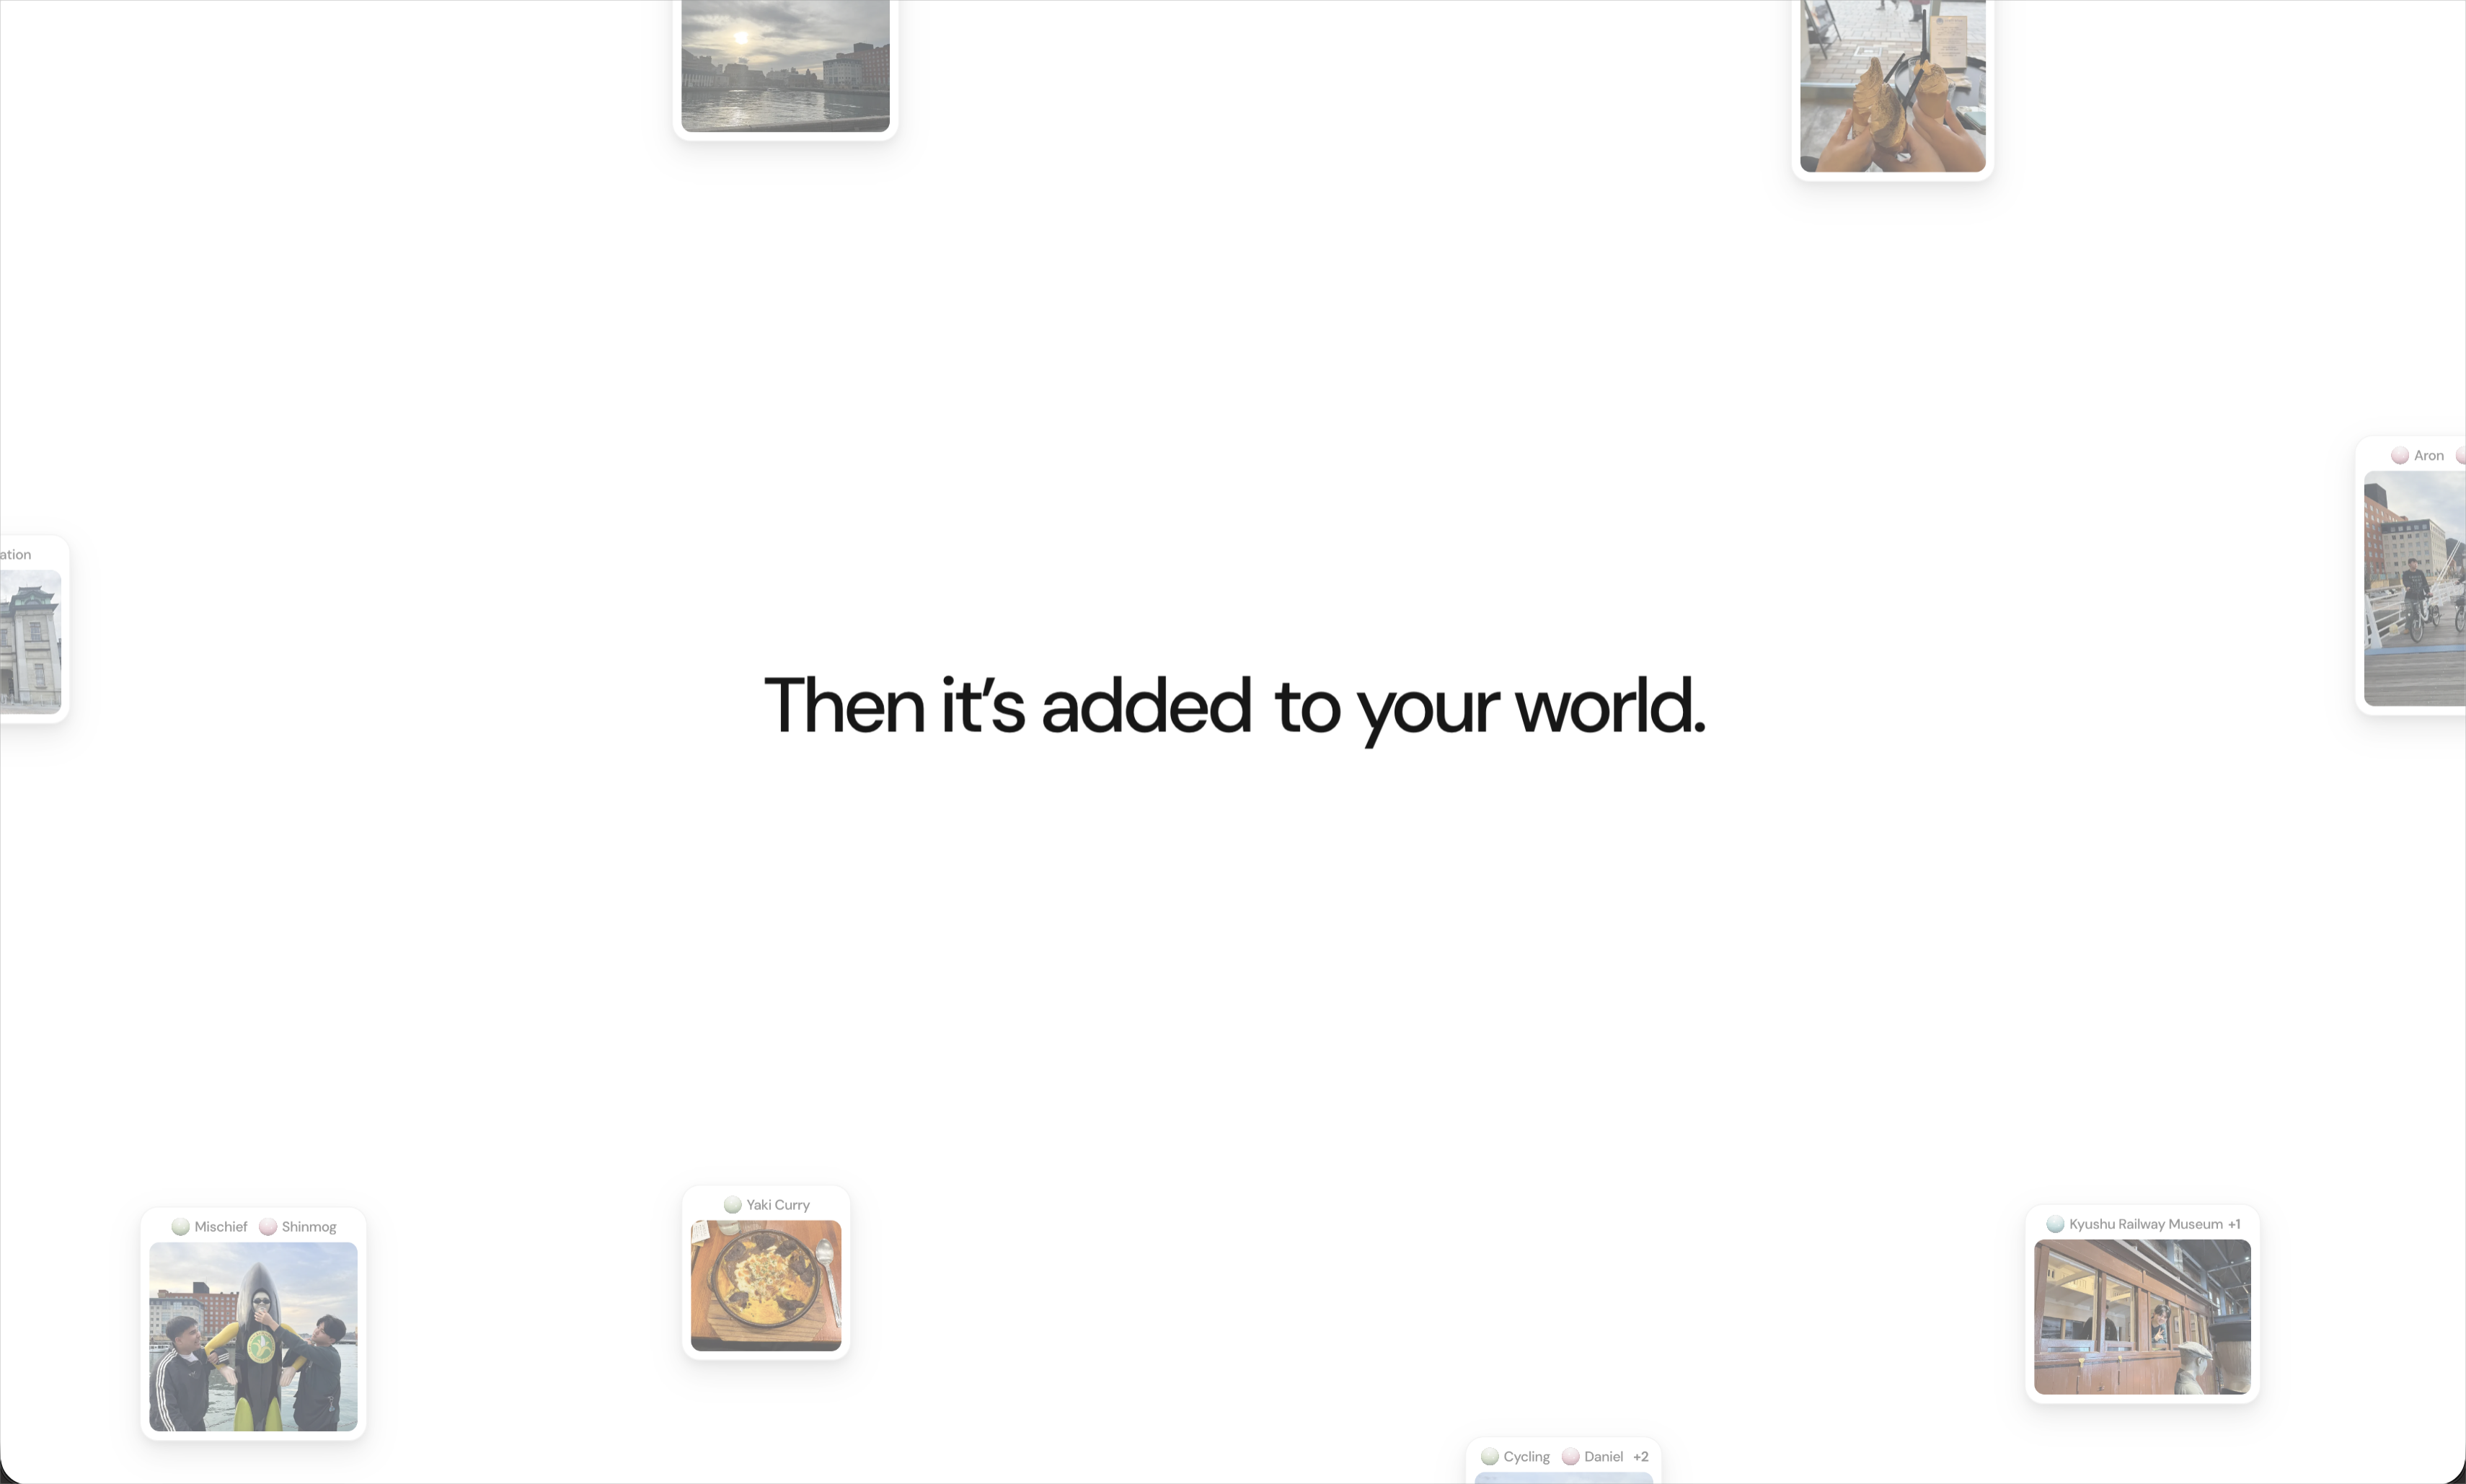 Aron
ation
Then it’s added to your world.
Yaki Curry
Mischief Shinmog
Kyushu Railway Museum +1
Cycling Daniel +2